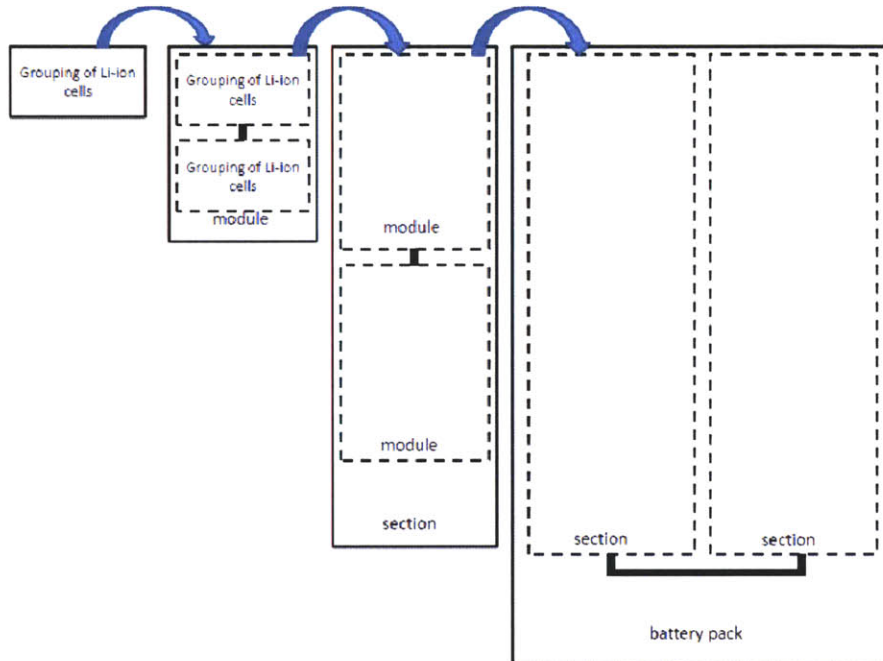 Grouping of Li-ion
cells
Grouping of Li-ion
cells
Grouping of Li-ion
cells
module
module
module
section
section
section
battery pack